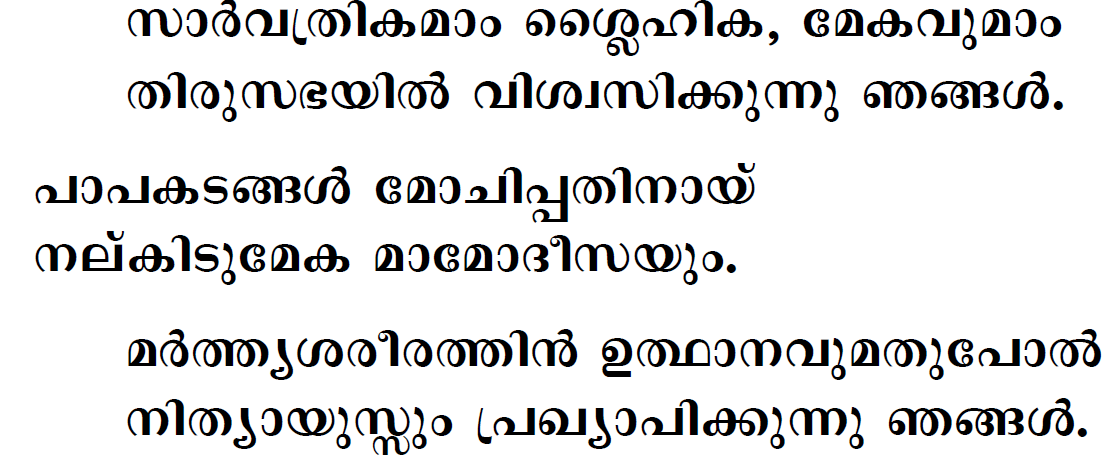 സാർവത്രികമാം ശ്ലൈഹിക, മേകവുമാം
തിരുസഭയിൽ വിശ്വസിക്കുന്നു ഞങ്ങൾ.
പാപകടങ്ങൾ മോചിപ്പതിനായ്
നല്കിടുമേക മാമോദീസയും.
മർത്ത്യശരീരത്തിൻ ഉത്ഥാനവുമതുപോൽ
നിത്യായുസ്സും പ്രഖ്യാപിക്കുന്നു ഞങ്ങൾ.